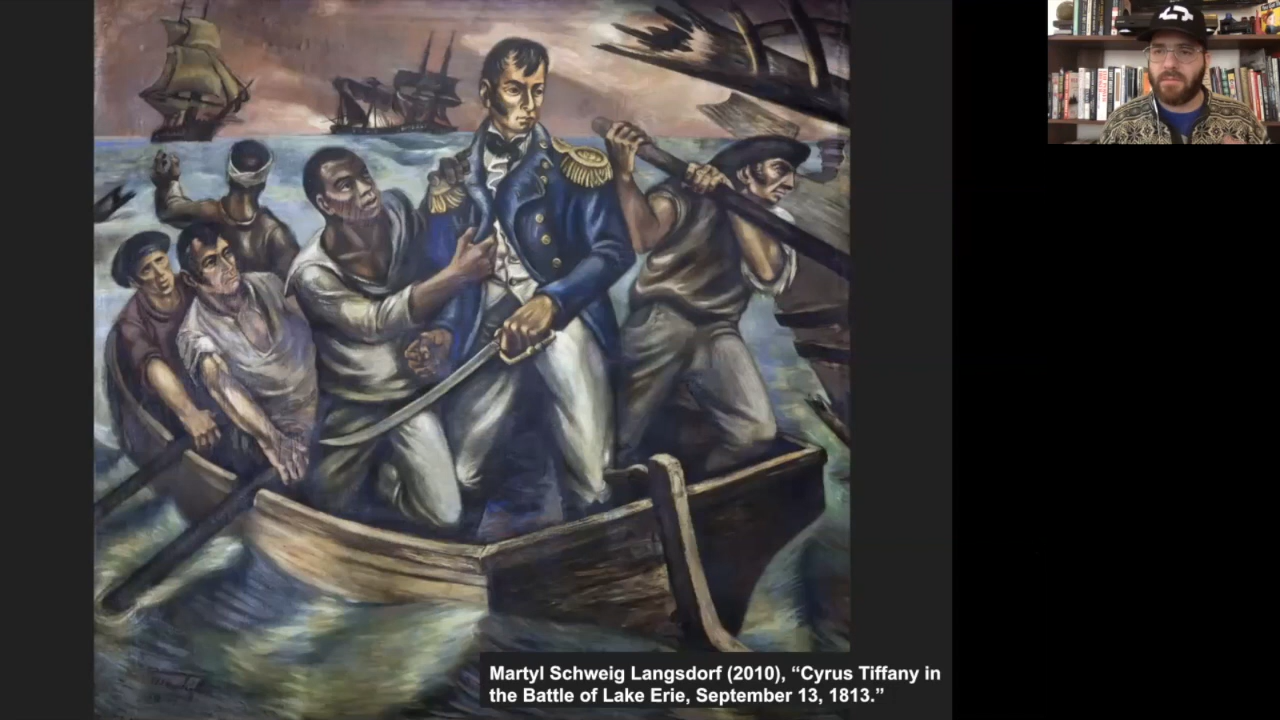 Martyl Schweig Langsdorf (2010), “Cyrus Tiffany in
the Battle of Lake Erie, September 13, 1813.”